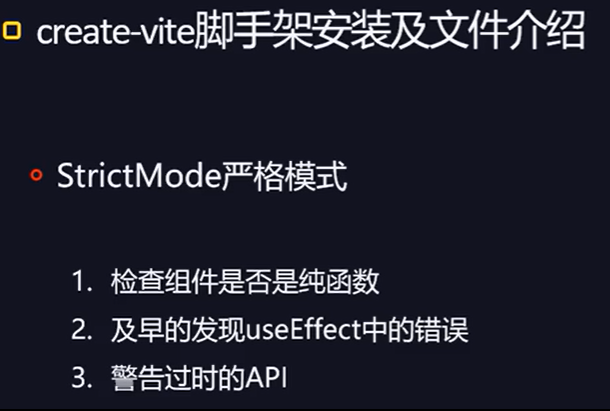 create-vite脚手架安装及文件介绍
StrictMode严格模式
1. 检查组件是否是纯函数
2. 及早的发现useEffect中的错误
3. 警告过时的API